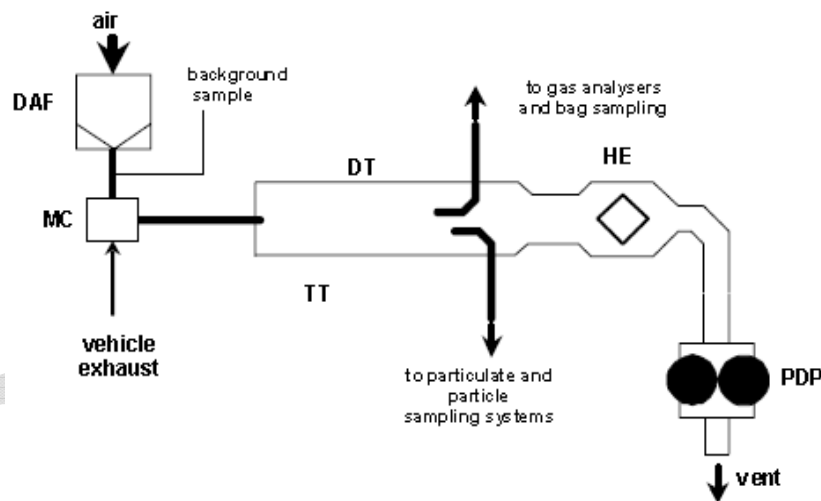 air
background
sample
DAF
to gas analysers
and bag sampling
DT
HE
MC
TT
vehicle
exhaust
to particulate and
particle
sampling systems
PDP
vent